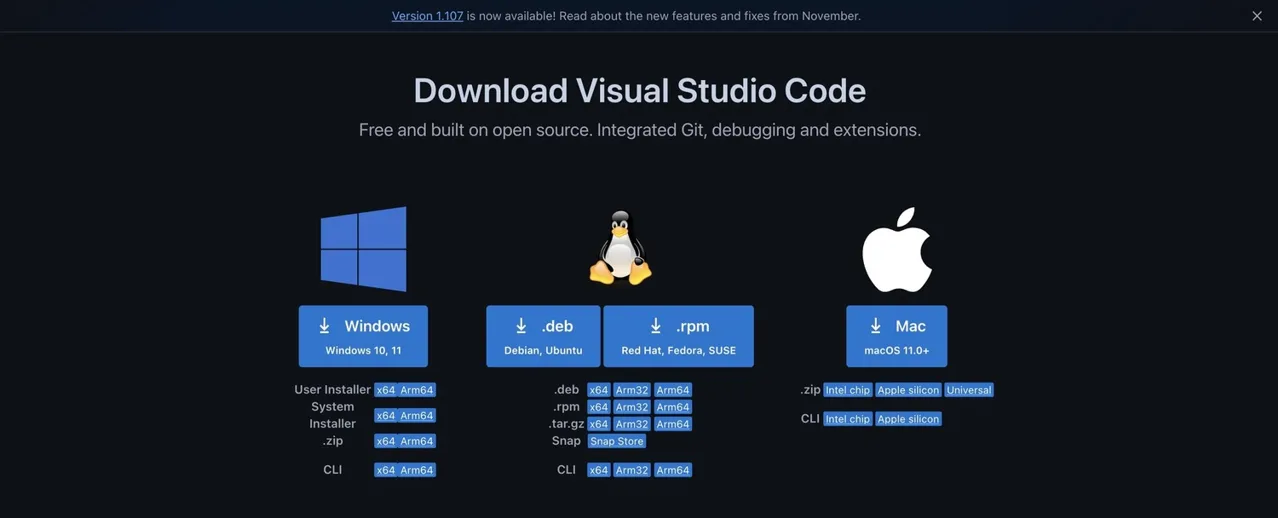 Version 1.107 is now available! Read about the new features and fixes from November.
Download Visual Studio Code
Free and built on open source. Integrated Git, debugging and extensions.
Windows
Windows 10, 11
User Installer x64 Arm64
System
Installer x64 Arm64
.zip x64 Arm64
CLI x64 Arm64
.deb
Debian, Ubuntu
.rpm
Red Hat, Fedora, SUSE
.deb x64 Arm32 Arm64
.rpm x64 Arm32 Arm64
.tar.gz x64 Arm32 Arm64
Snap Snap Store
CLI x64 Arm32 Arm64
Mac
macOS 11.0+
.zip Intel chip Apple silicon Universal
CLI Intel chip Apple silicon